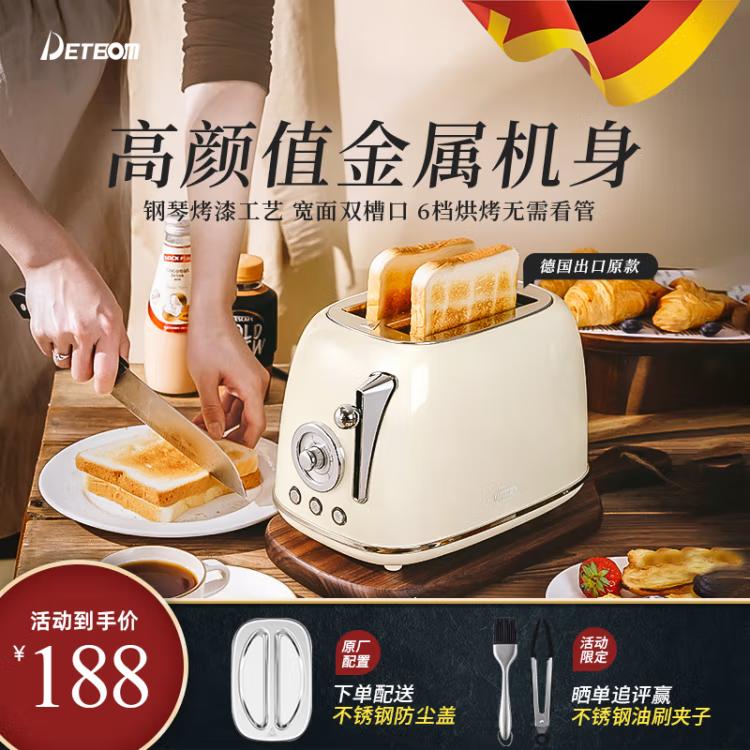 DETBOM
高颜值金属机身
钢琴烤漆工艺 宽面双槽口 6档烘烤无需看管
德国出口原款
活动到手价
¥188
原厂
配置
下单配送
不锈钢防尘盖
活动
限定
晒单追评赢
不锈钢油刷夹子